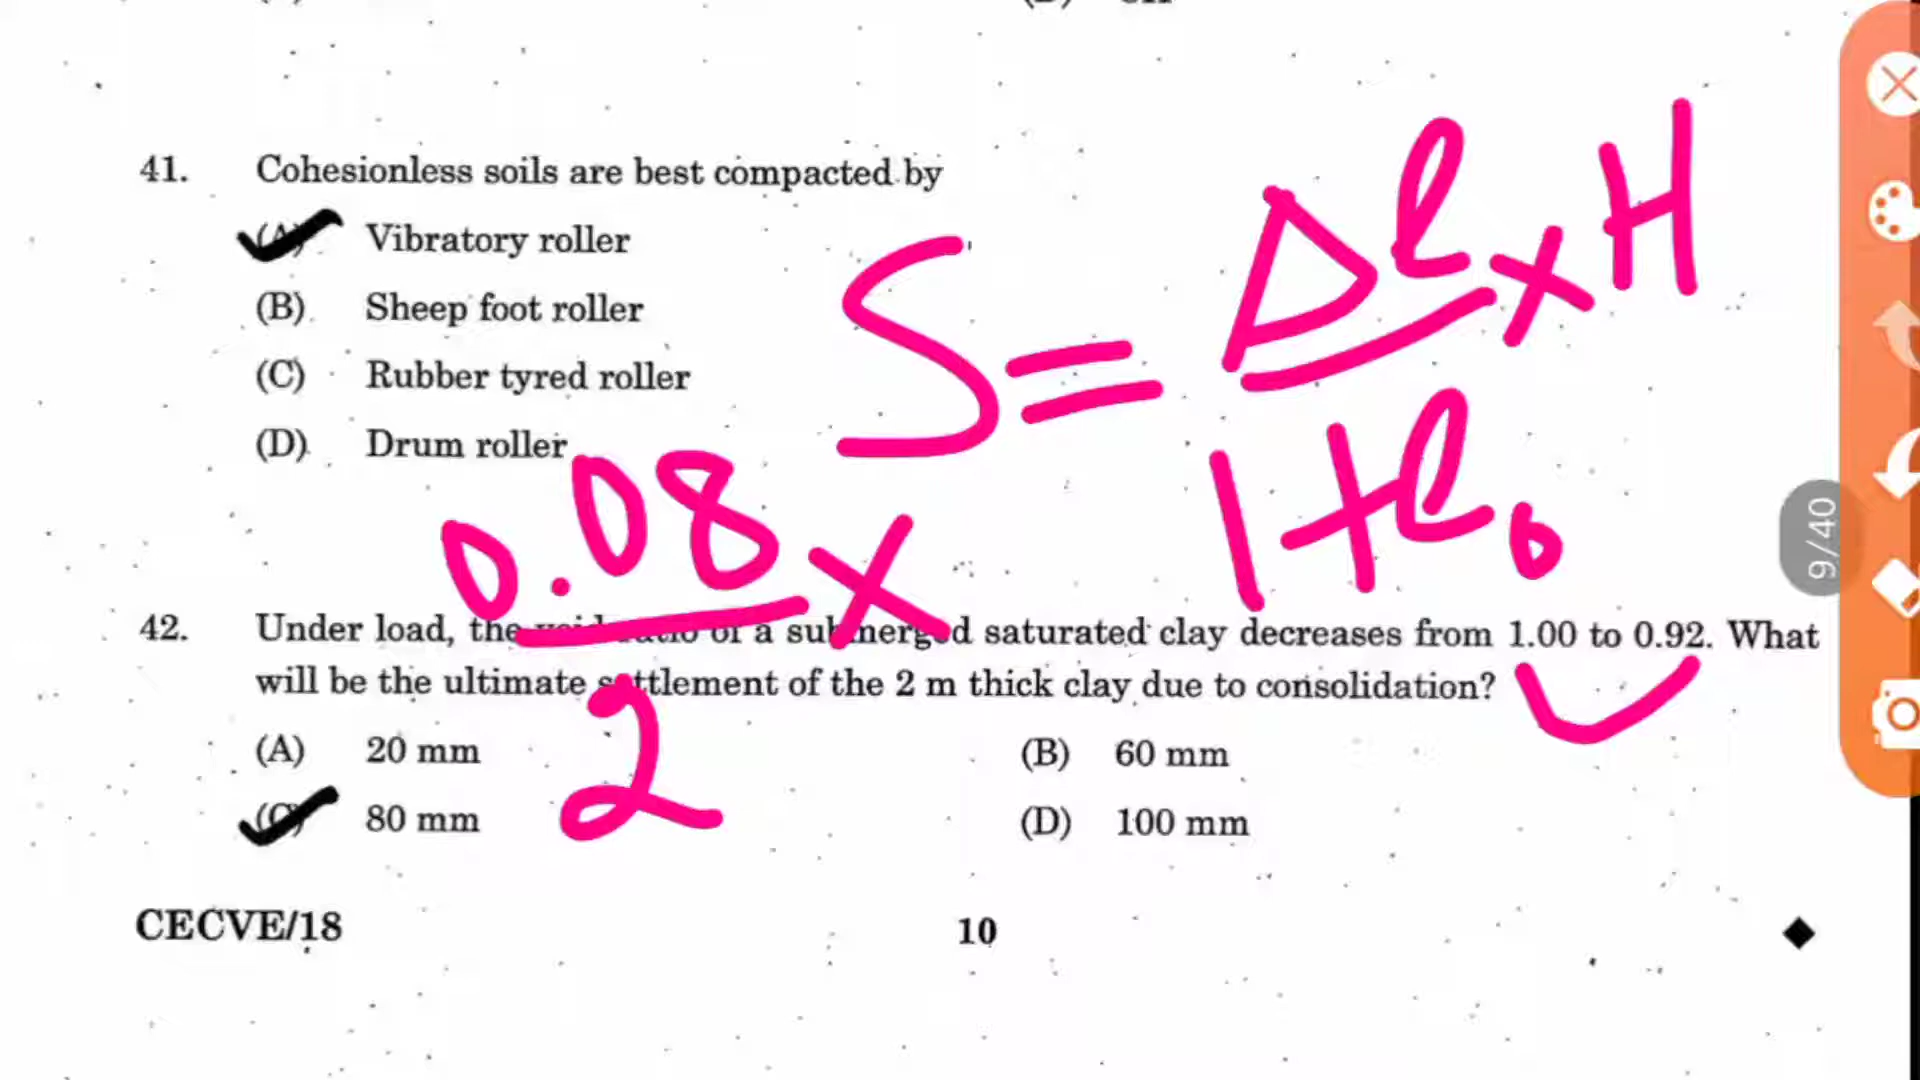 41. Cohesionless soils are best compacted by
(A) Vibratory roller
(B) Sheep foot roller
(C) Rubber tyred roller
(D) Drum roller
S = Δe × H
1+e₀
0.08 ×
2
42. Under load, the void ratio of a submerged saturated clay decreases from 1.00 to 0.92. What
will be the ultimate settlement of the 2 m thick clay due to consolidation?
(A) 20 mm
(B) 60 mm
(C) 80 mm
(D) 100 mm
CECVE/18
10
9/40